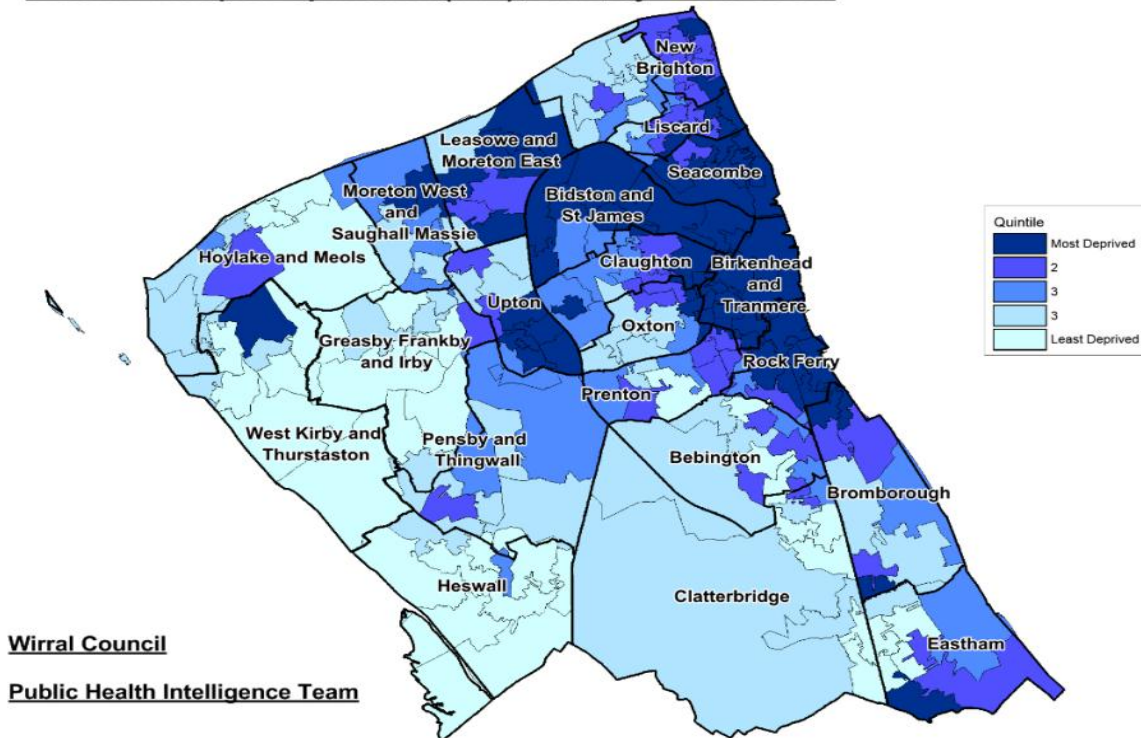 New
Brighton
Liscard
Leasowe and
Moreton East
Seacombe
Moreton West
and
Saughall Massie
Bidston and
St James
Hoylake and Meols
Claughton
Birkenhead
and
Tranmere
Upton
Oxton
Greasby Frankby
and Irby
Rock Ferry
Prenton
West Kirby and
Thurstaston
Pensby and
Thingwall
Bebington
Bromborough
Heswall
Clatterbridge
Eastham
Quintile
Most Deprived
2
3
3
Least Deprived
Wirral Council
Public Health Intelligence Team